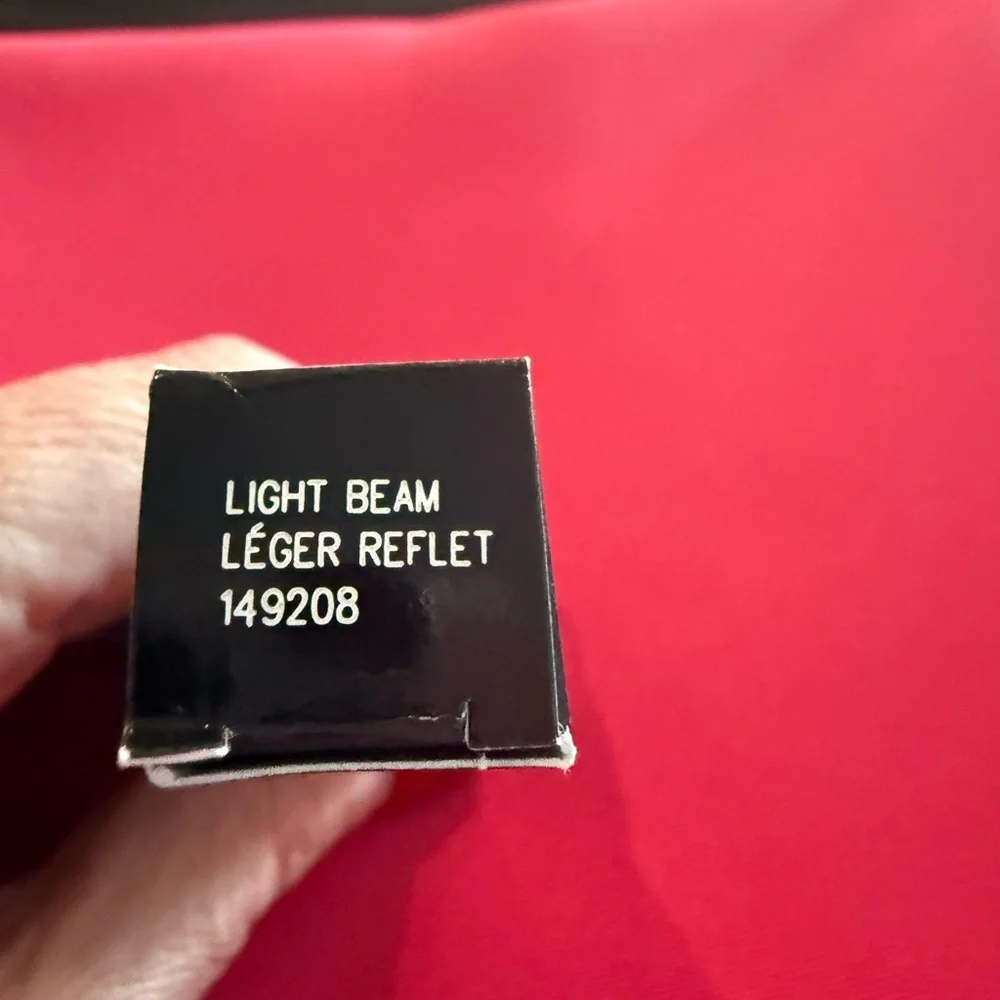 LIGHT BEAM
LÉGER REFLET
149208